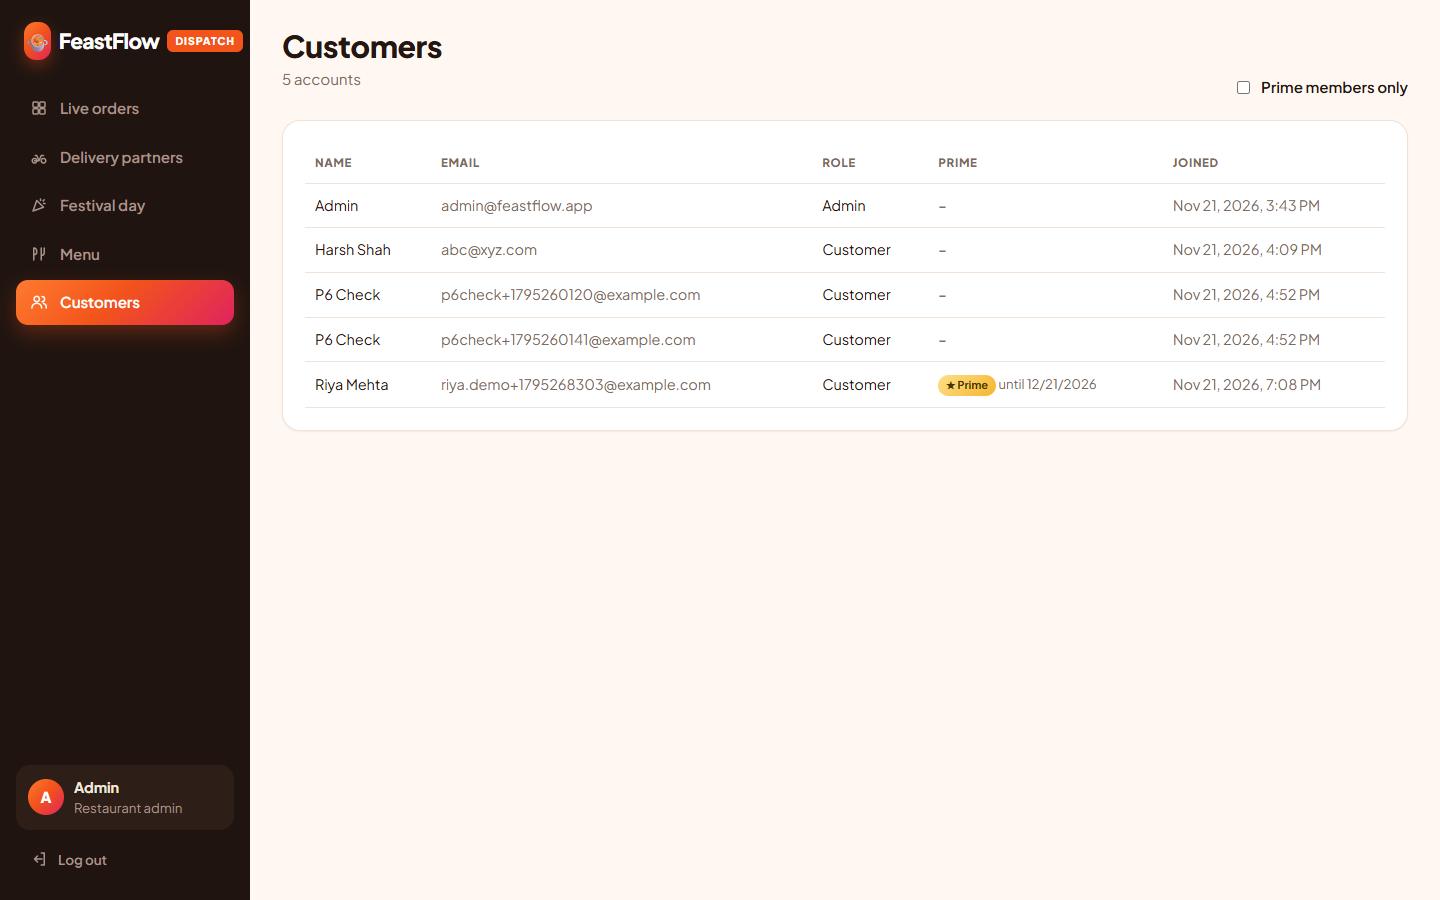 FeastFlow DISPATCH
Live orders
Delivery partners
Festival day
Menu
Customers
A
Admin
Restaurant admin
Log out
Customers
5 accounts
Prime members only
NAME EMAIL ROLE PRIME JOINED
Admin admin@feastflow.app Admin – Nov 21, 2026, 3:43 PM
Harsh Shah abc@xyz.com Customer – Nov 21, 2026, 4:09 PM
P6 Check p6check+1795260120@example.com Customer – Nov 21, 2026, 4:52 PM
P6 Check p6check+1795260141@example.com Customer – Nov 21, 2026, 4:52 PM
Riya Mehta riya.demo+1795268303@example.com Customer ★ Prime until 12/21/2026 Nov 21, 2026, 7:08 PM